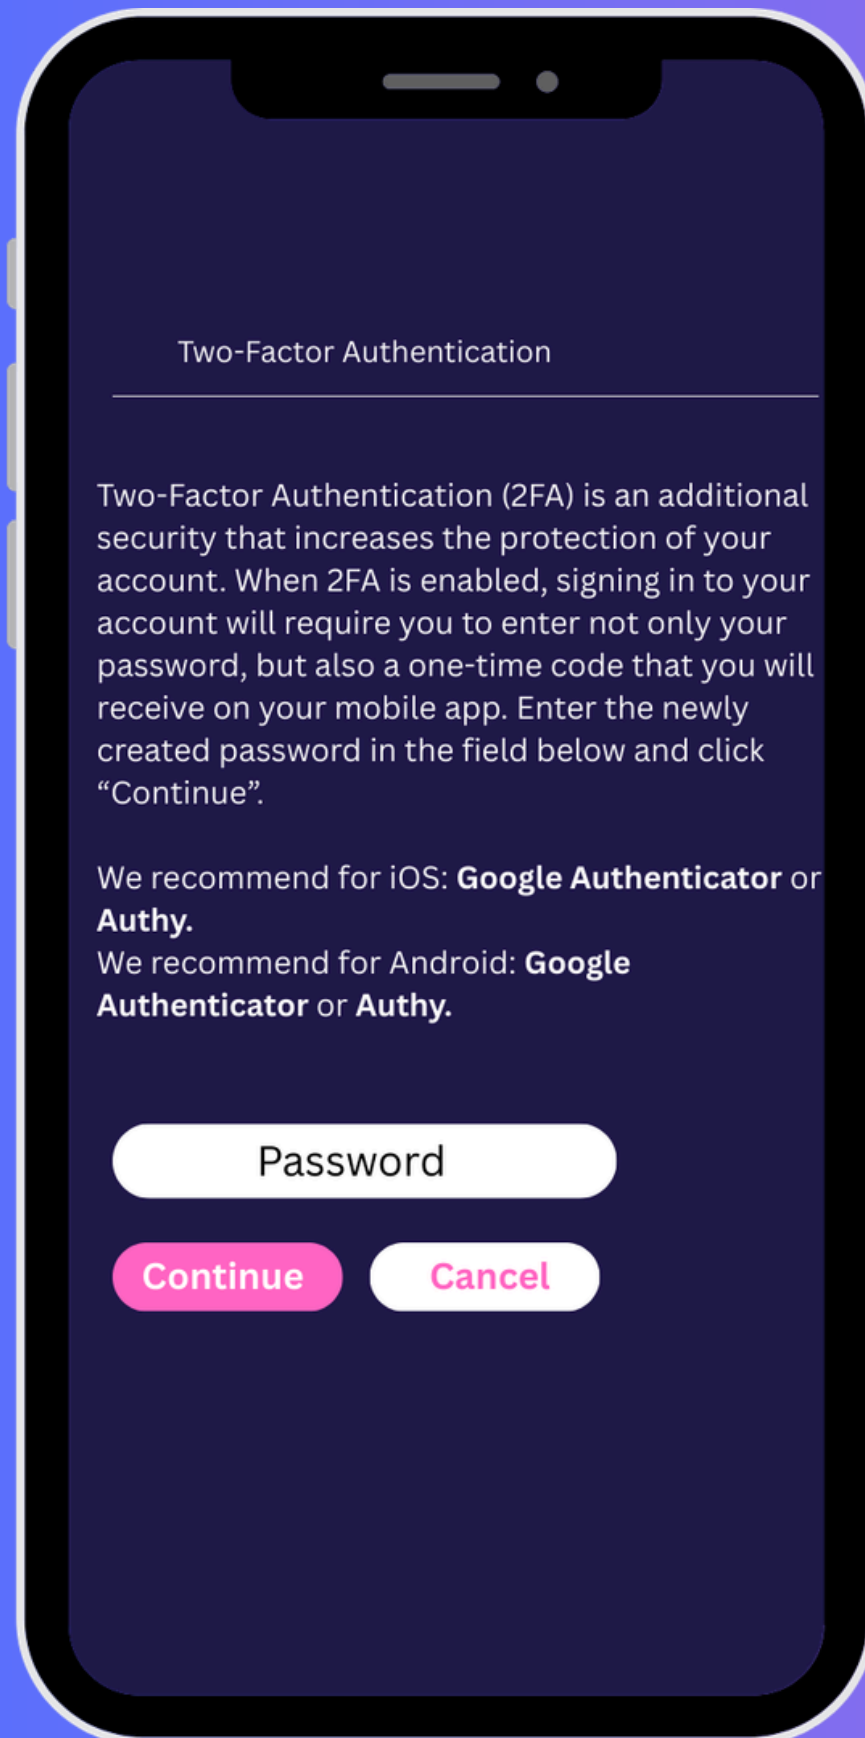 Two-Factor Authentication
Two-Factor Authentication (2FA) is an additional
security that increases the protection of your
account. When 2FA is enabled, signing in to your
account will require you to enter not only your
password, but also a one-time code that you will
receive on your mobile app. Enter the newly
created password in the field below and click
“Continue”.
We recommend for iOS: Google Authenticator or
Authy.
We recommend for Android: Google
Authenticator or Authy.
Password
Continue
Cancel